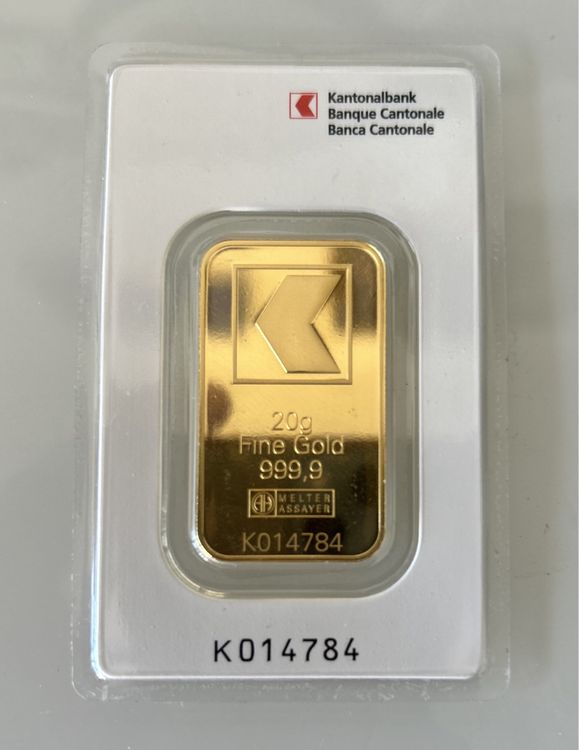 Kantonalbank
Banque Cantonale
Banca Cantonale
20g
Fine Gold
999,9
MELTER
ASSAYER
K014784
K014784